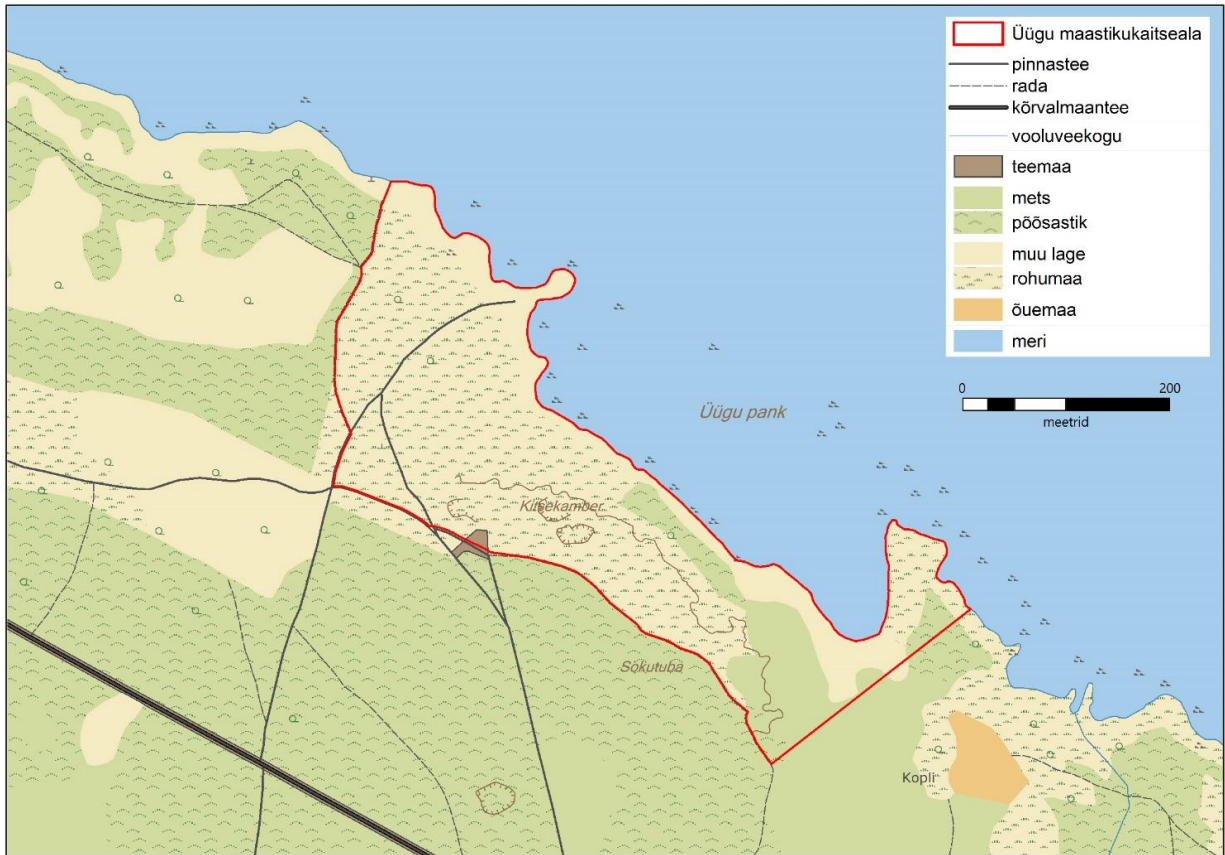 Üügu maastikukaitseala
pinnastee
rada
kõrvalmaantee
vooluveekogu
teemaa
mets
põõsastik
muu lage
rohumaa
õuemaa
meri
0 200
meetrid
Üügu pank
Kitsekamber
Sokutuba
Kopli